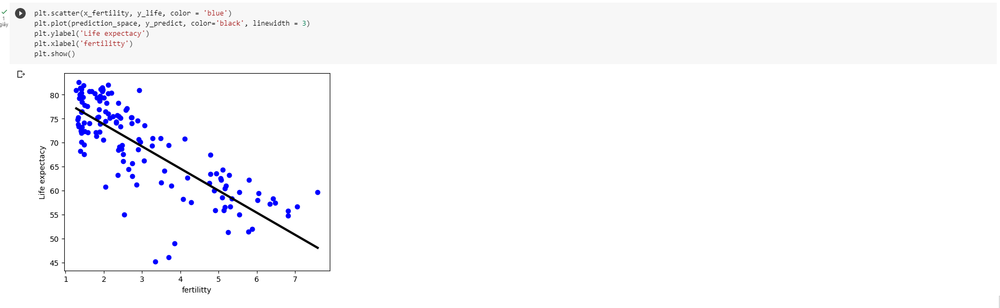 plt.scatter(x_fertility, y_life, color = 'blue')
plt.plot(prediction_space, y_predict, color='black', linewidth = 3)
plt.ylabel('Life expectacy')
plt.xlabel('fertilitty')
plt.show()
1
giây
80
75
70
65
60
55
50
45
Life expectacy
1 2 3 4 5 6 7
fertilitty